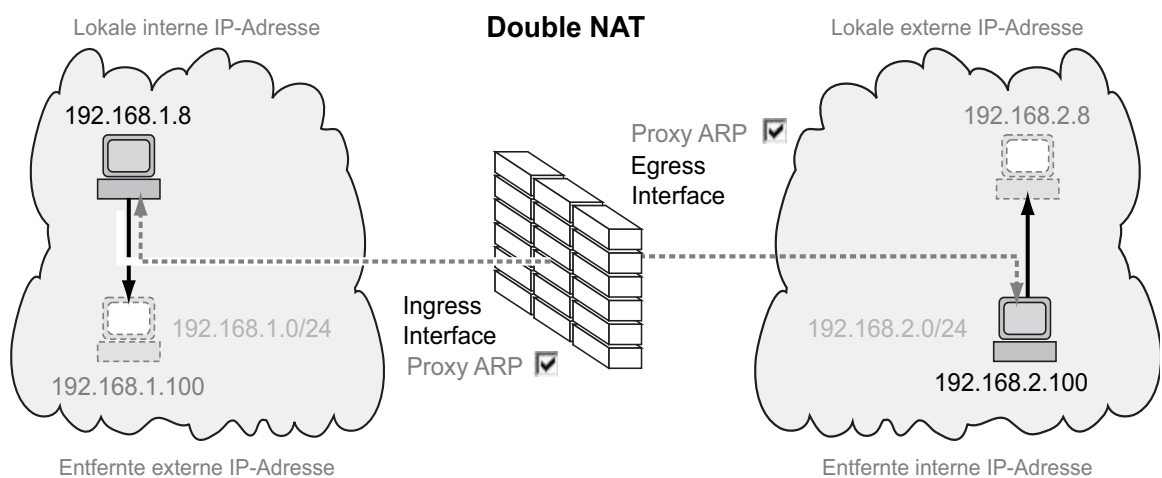 Lokale interne IP-Adresse
Double NAT
Lokale externe IP-Adresse
192.168.1.8
192.168.2.8
Proxy ARP
Egress
Interface
Ingress
Interface
Proxy ARP
192.168.1.0/24
192.168.2.0/24
192.168.1.100
192.168.2.100
Entfernte externe IP-Adresse
Entfernte interne IP-Adresse